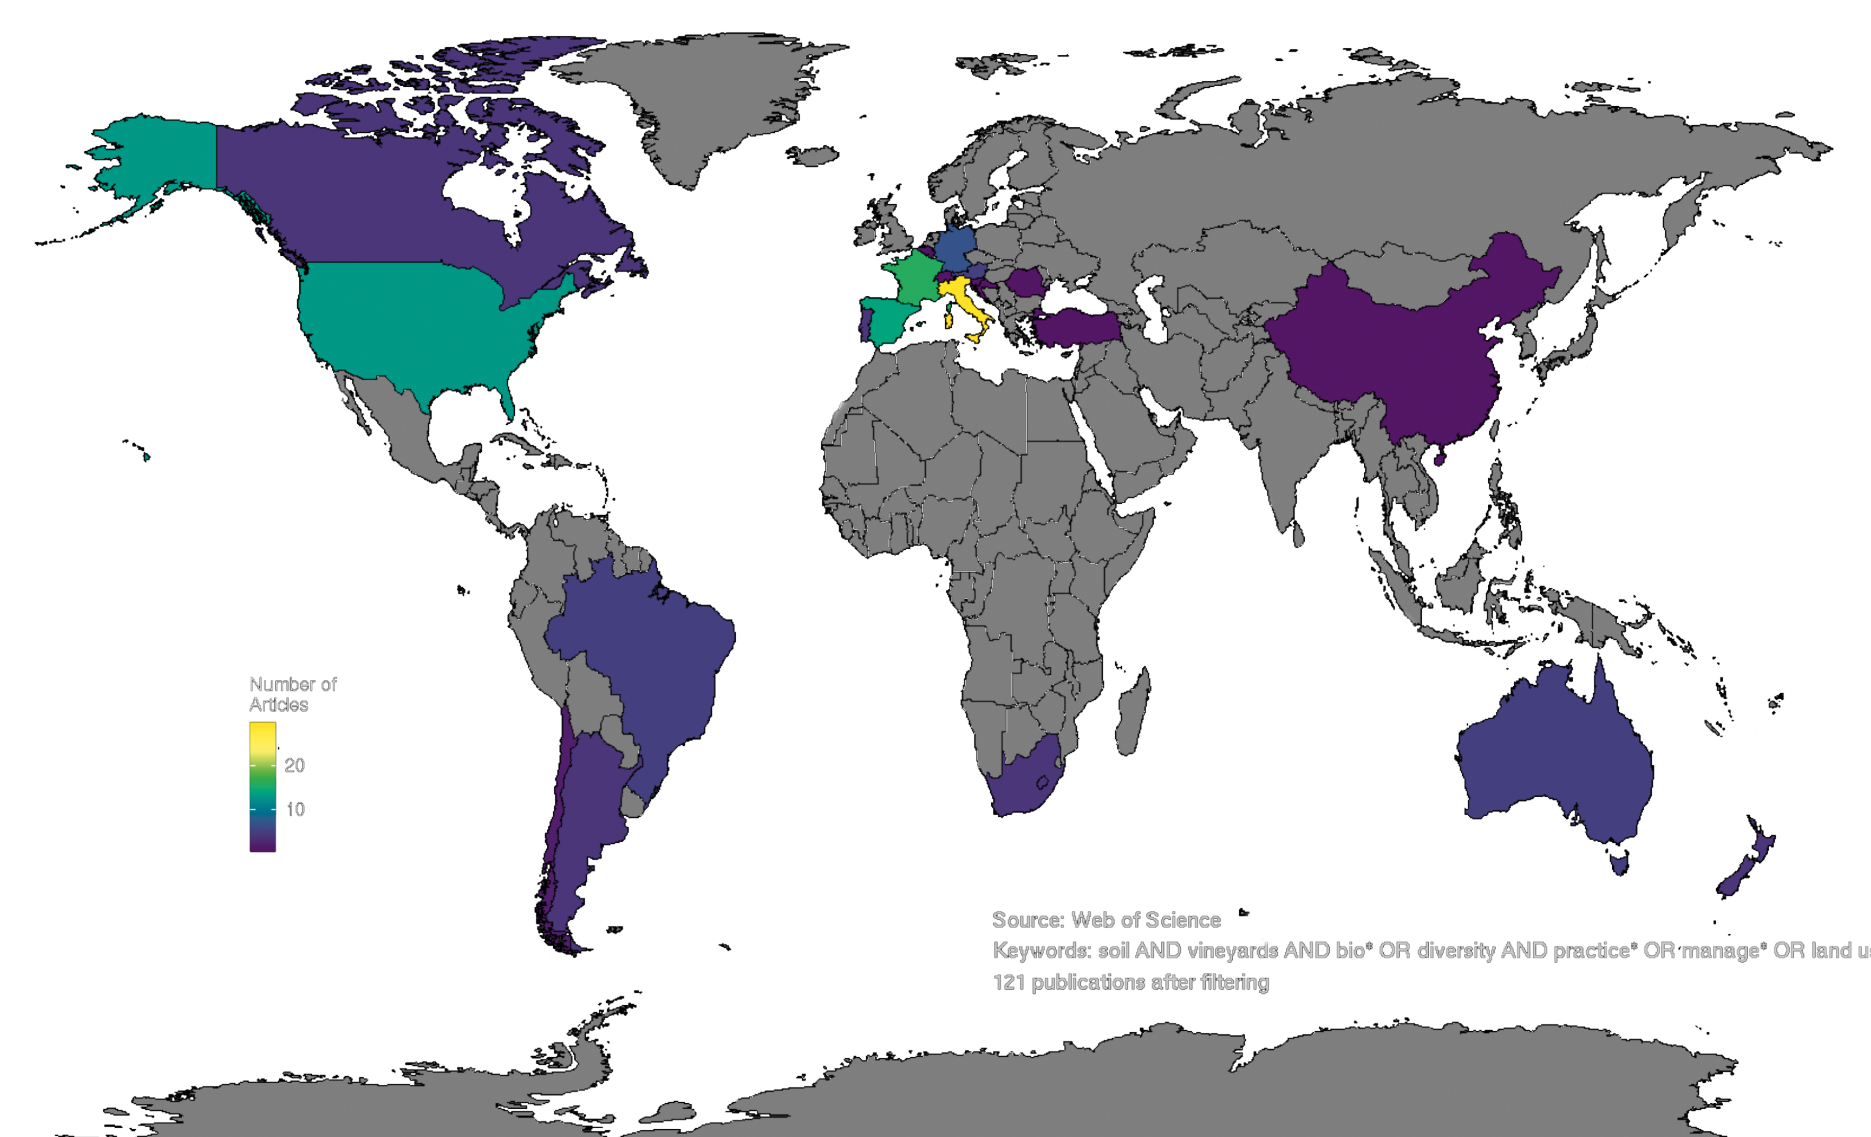 Number of
Articles
20
10
Source: Web of Science
Keywords: soil AND vineyards AND bio* OR diversity AND practice* OR manage* OR land
121 publications after filtering